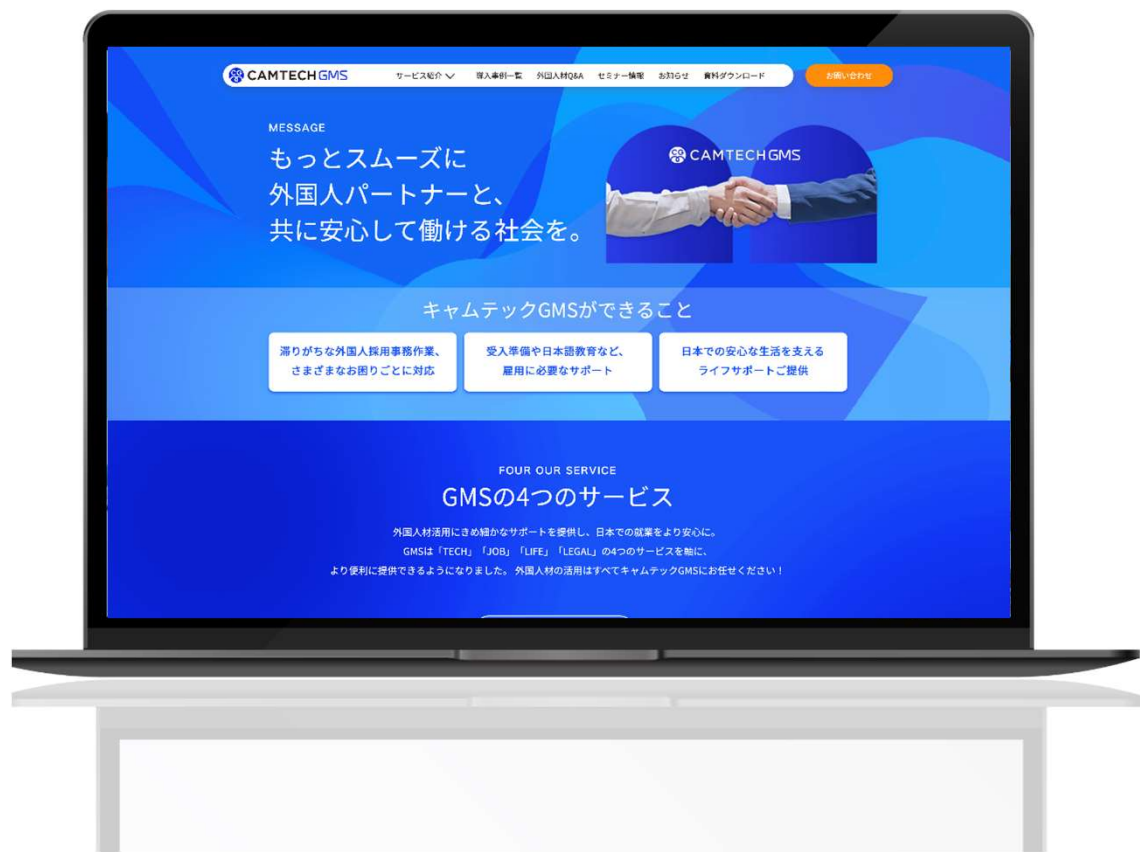 CAMTECH GMS
サービス紹介
導入事例一覧
外国人材Q&A
セミナー情報
お知らせ
資料ダウンロード
お問い合わせ
MESSAGE
もっとスムーズに
外国人パートナーと、
共に安心して働ける社会を。
CAMTECH GMS
キャムテックGMSができること
滞りがちな外国人採用事務作業、
さまざまなお困りごとに対応
受入準備や日本語教育など、
雇用に必要なサポート
日本での安心な生活を支える
ライフサポートご提供
FOUR OUR SERVICE
GMSの4つのサービス
外国人材活用にきめ細かなサポートを提供し、日本での就業をより安心に。
GMSは「TECH」「JOB」「LIFE」「LEGAL」の4つのサービスを軸に、
より便利に提供できるようになりました。 外国人材の活用はすべてキャムテックGMSにお任せください！